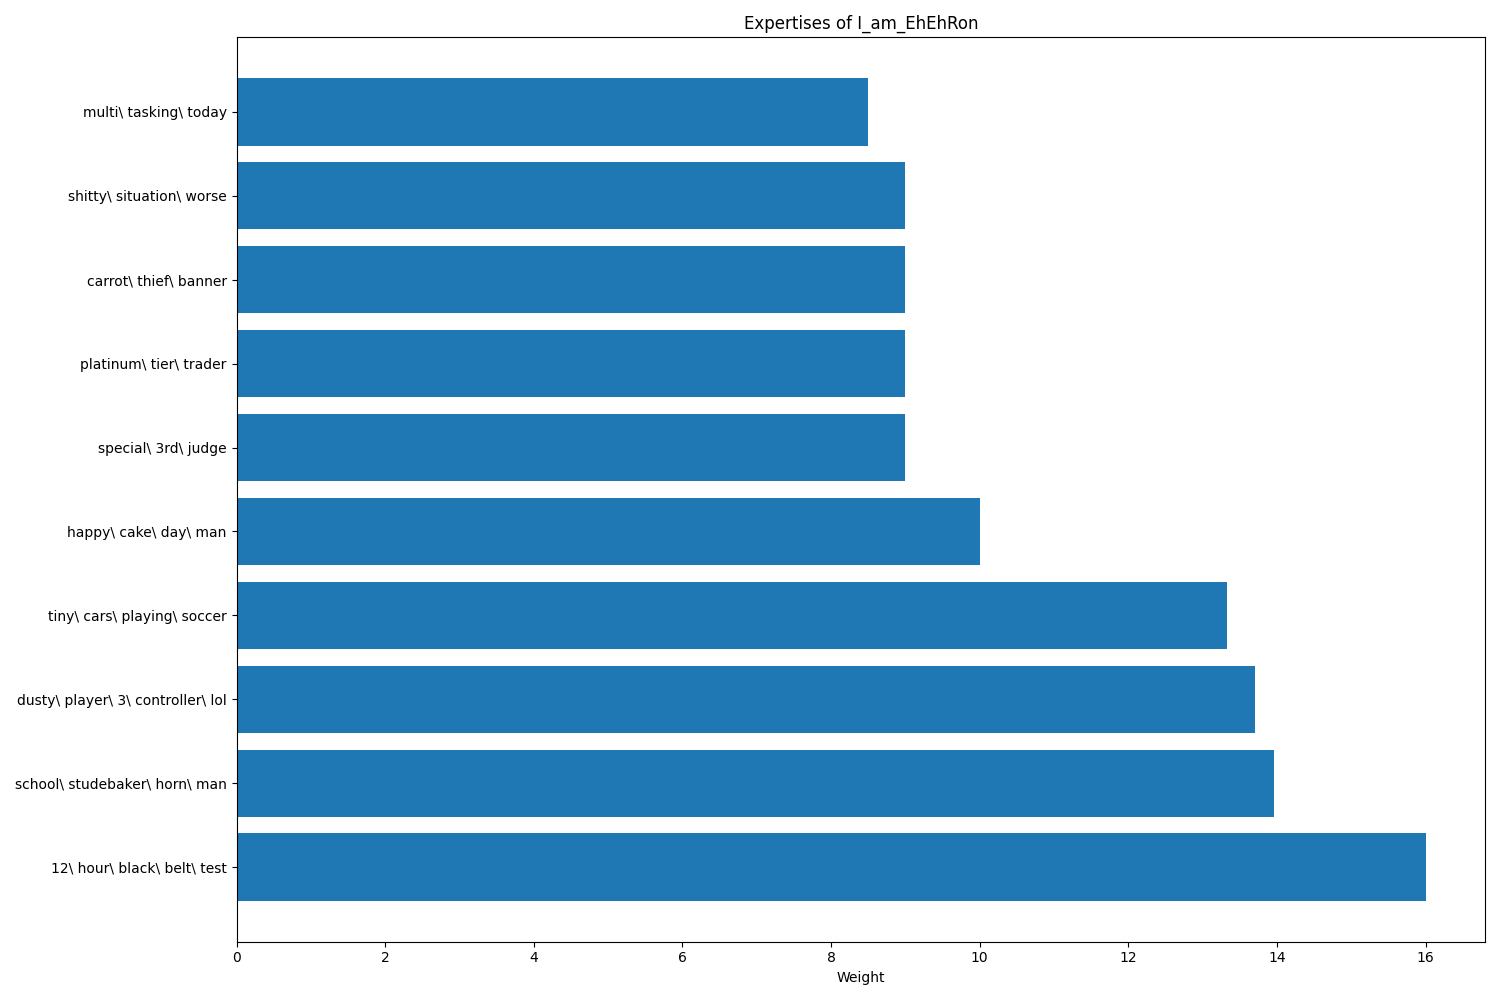 Expertises of I_am_EhEhRon
multi\ tasking\ today
shitty\ situation\ worse
carrot\ thief\ banner
platinum\ tier\ trader
special\ 3rd\ judge
happy\ cake\ day\ man
tiny\ cars\ playing\ soccer
dusty\ player\ 3\ controller\ lol
school\ studebaker\ horn\ man
12\ hour\ black\ belt\ test
0 2 4 6 8 10 12 14 16
Weight